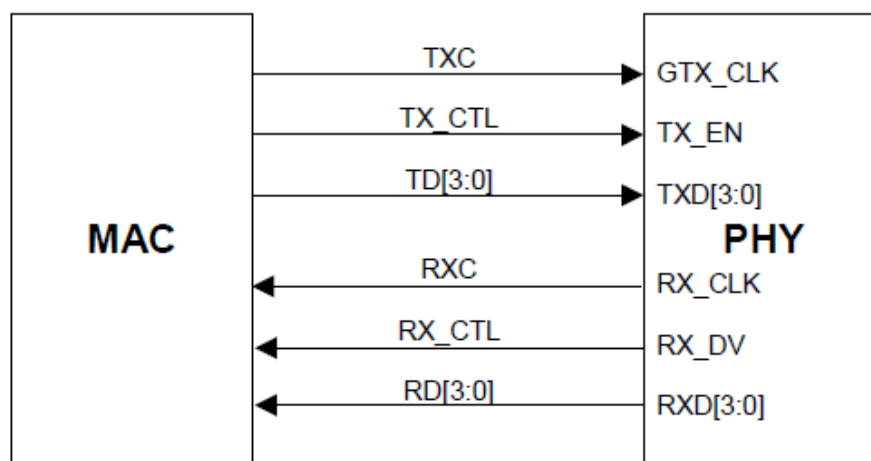 TXC
GTX_CLK
TX_CTL
TX_EN
TD[3:0]
TXD[3:0]
MAC
PHY
RXC
RX_CLK
RX_CTL
RX_DV
RD[3:0]
RXD[3:0]